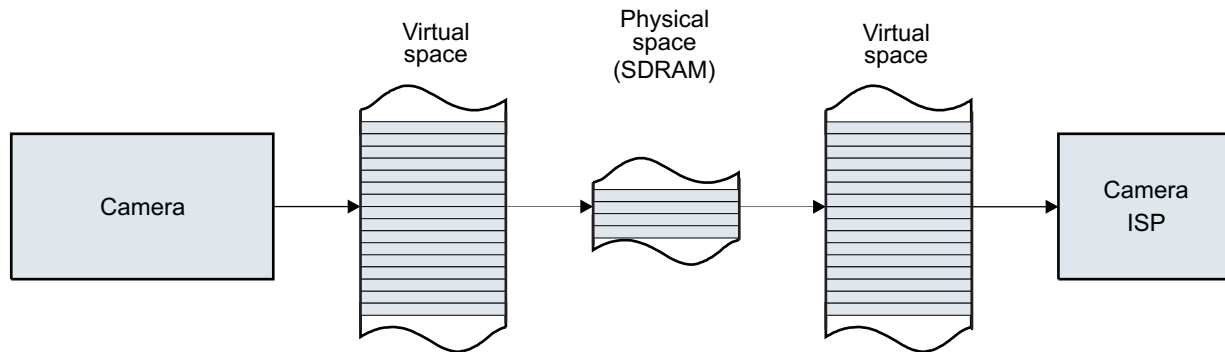 Virtual
space
Physical
space
(SDRAM)
Virtual
space
Camera
Camera
ISP